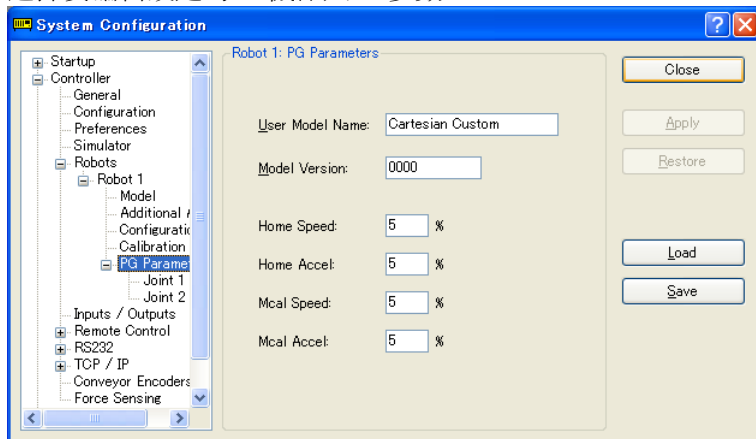 System Configuration
Startup
Controller
General
Configuration
Preferences
Simulator
Robots
Robot 1
Model
Additional
Configuratio
Calibration
PG Paramet
Joint 1
Joint 2
Inputs / Outputs
Remote Control
RS232
TCP / IP
Conveyor Encoders
Force Sensing
Robot 1: PG Parameters
User Model Name: Cartesian Custom
Model Version: 0000
Home Speed: 5 %
Home Accel: 5 %
Mcal Speed: 5 %
Mcal Accel: 5 %
Close
Apply
Restore
Load
Save